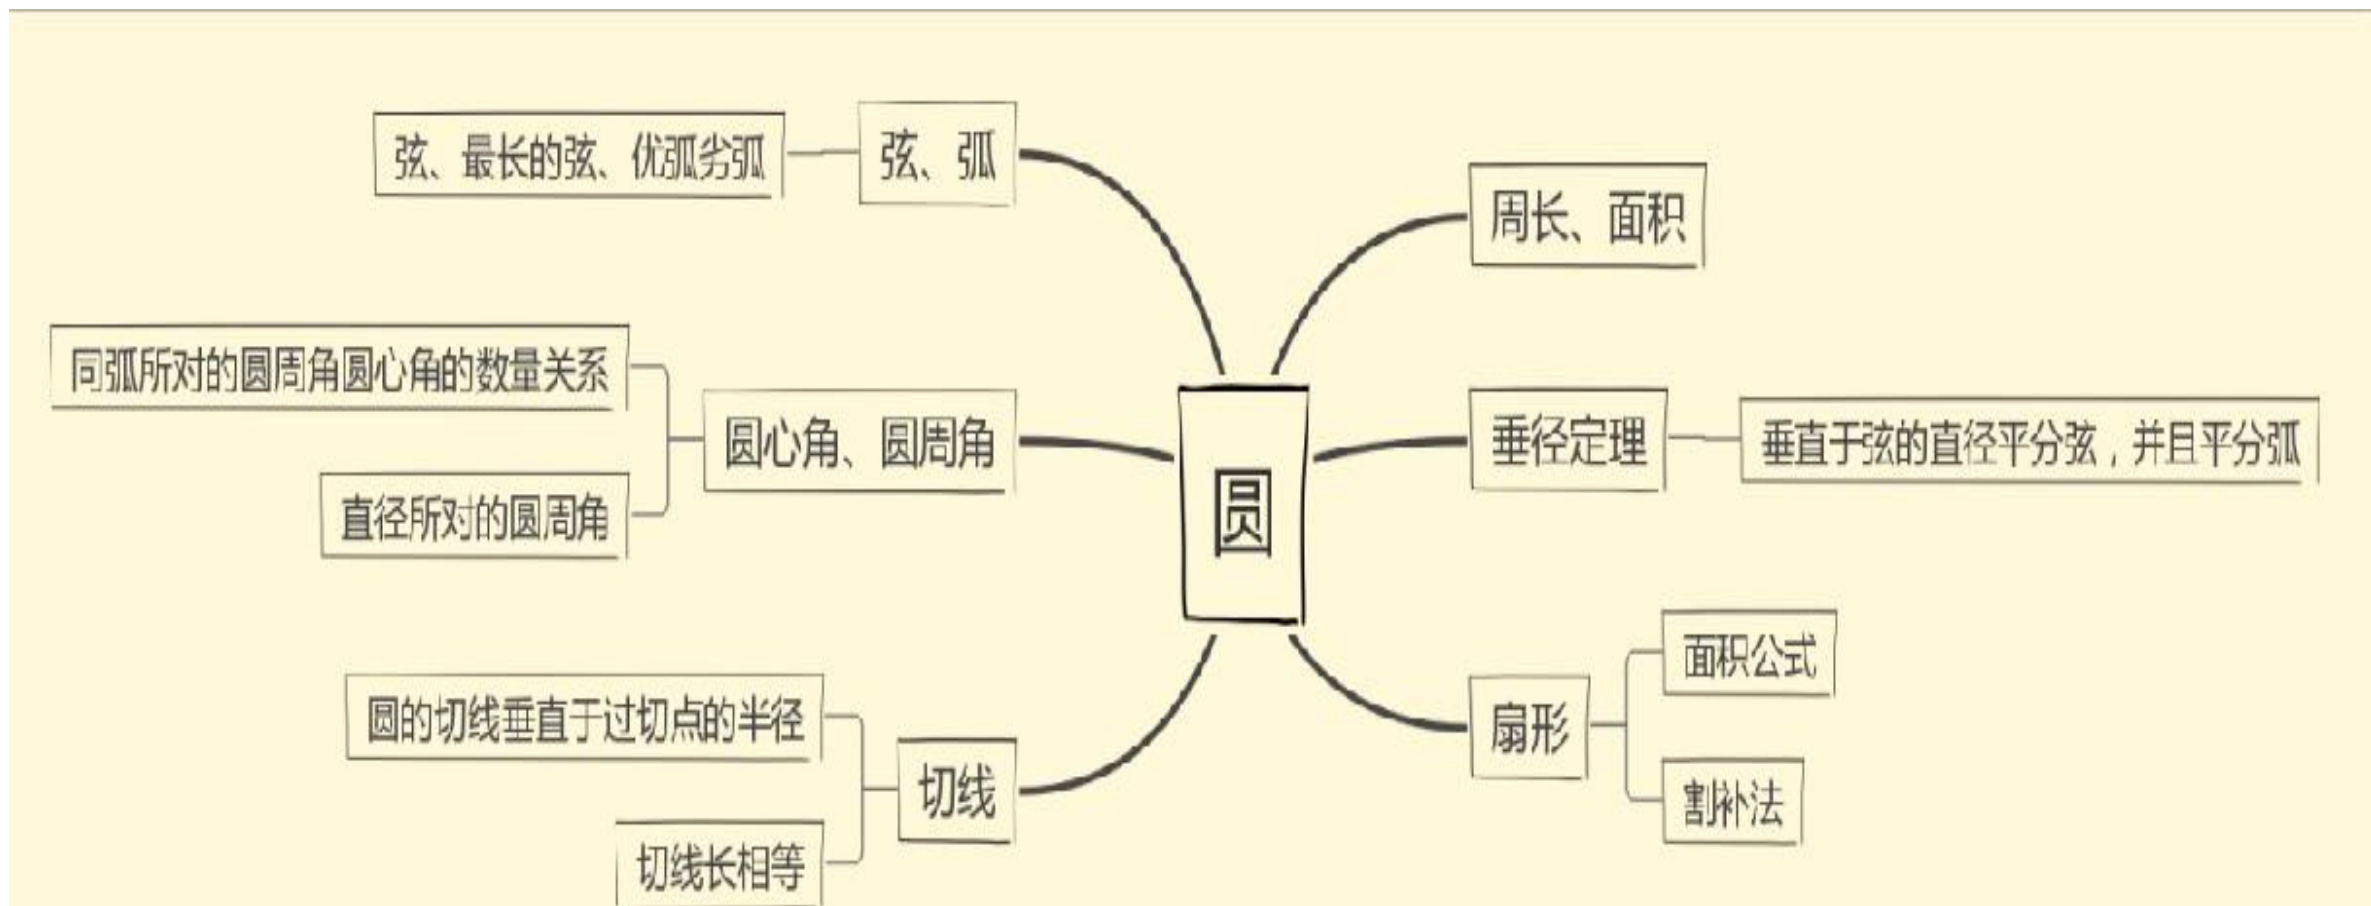 弦、最长的弦、优弧劣弧
弦、弧
周长、面积
同弧所对的圆周角圆心角的数量关系
圆心角、圆周角
直径所对的圆周角
圆
垂径定理
垂直于弦的直径平分弦，并且平分弧
圆的切线垂直于过切点的半径
切线
切线长相等
扇形
面积公式
割补法